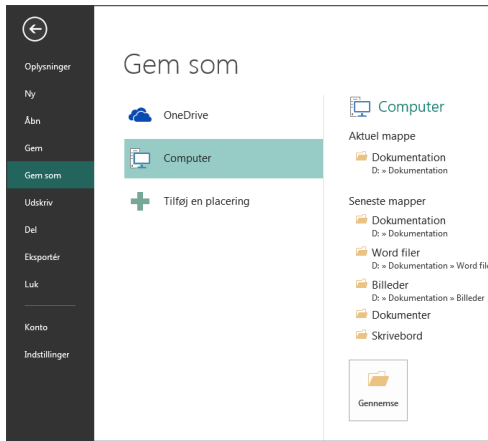 Oplysninger
Ny
Åbn
Gem
Gem som
Udskriv
Del
Eksportér
Luk
Konto
Indstillinger
Gem som
OneDrive
Computer
Tilføj en placering
Computer
Aktuel mappe
Dokumentation
D: » Dokumentation
Seneste mapper
Dokumentation
D: » Dokumentation
Word filer
D: » Dokumentation » Word file
Billeder
D: » Dokumentation » Billeder
Dokumenter
Skrivebord
Gennemse